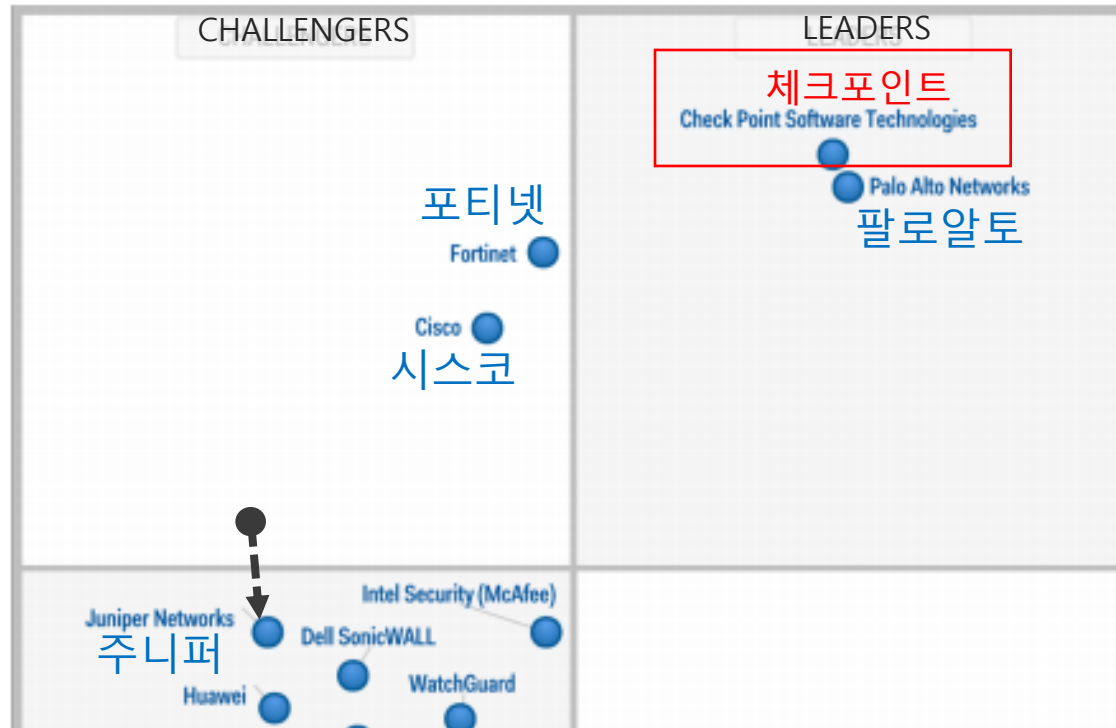 CHALLENGERS
LEADERS
체크포인트
Check Point Software Technologies
Palo Alto Networks
팔로알토
포티넷
Fortinet
Cisco
시스코
Intel Security (McAfee)
Juniper Networks
주니퍼
Dell SonicWALL
Huawei
WatchGuard